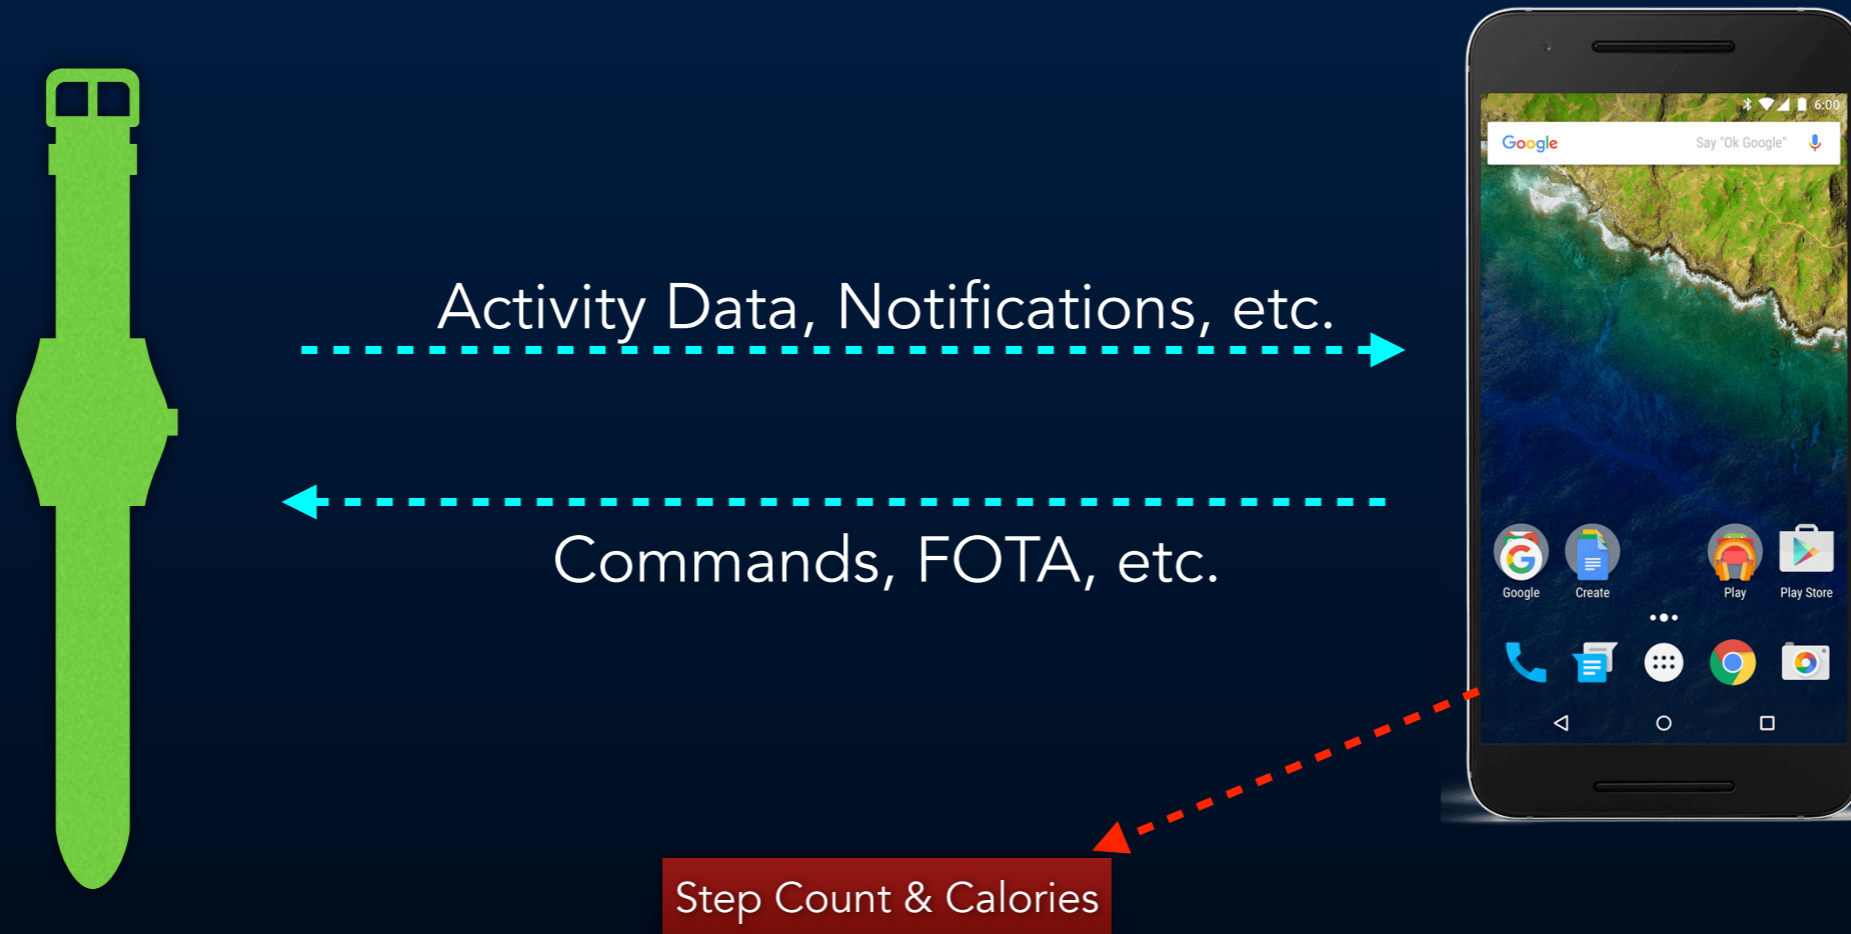 6:00
Google Say "Ok Google"
Activity Data, Notifications, etc.
Commands, FOTA, etc.
Google Create Play Play Store
Step Count & Calories